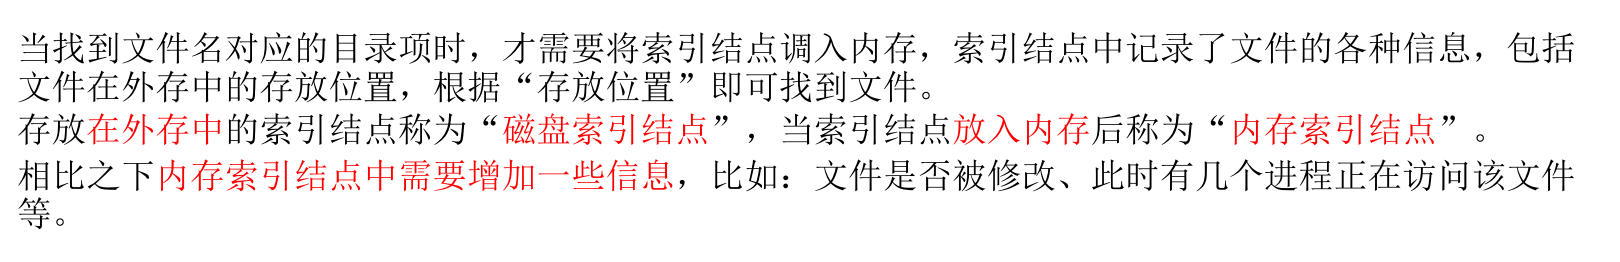 当找到文件名对应的目录项时，才需要将索引结点调入内存，索引结点中记录了文件的各种信息，包括
文件在外存中的存放位置，根据“存放位置”即可找到文件。
存放在外存中的索引结点称为“磁盘索引结点”，当索引结点放入内存后称为“内存索引结点”。
相比之下内存索引结点中需要增加一些信息，比如：文件是否被修改、此时有几个进程正在访问该文件
等。